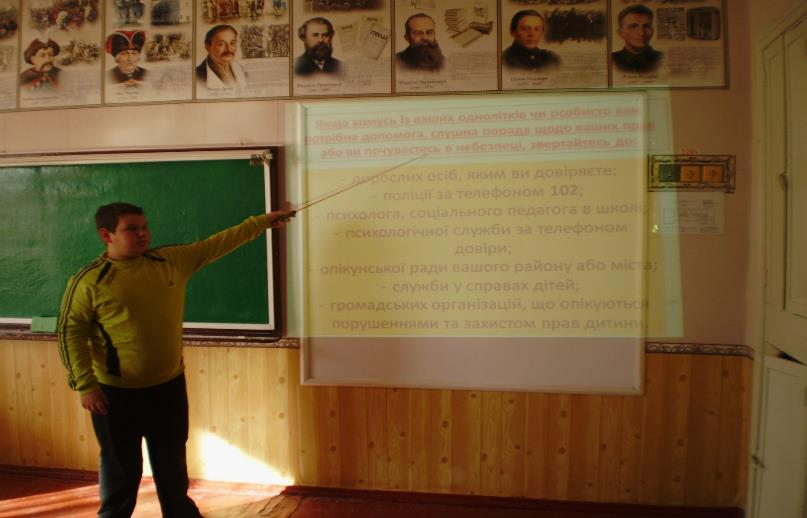 Якщо комусь із ваших однолітків чи особисто вам
потрібна допомога, слушна порада щодо ваших прав
або ви почуваєтесь в небезпеці, звертайтесь до:
- дорослих осіб, яким ви довіряєте;
- поліції за телефоном 102;
- психолога, соціального педагога в школі;
- психологічної служби за телефоном
довіри;
- опікунської ради вашого району або міста;
- служби у справах дітей;
- громадських організацій, що опікуються
порушеннями та захистом прав дитини.